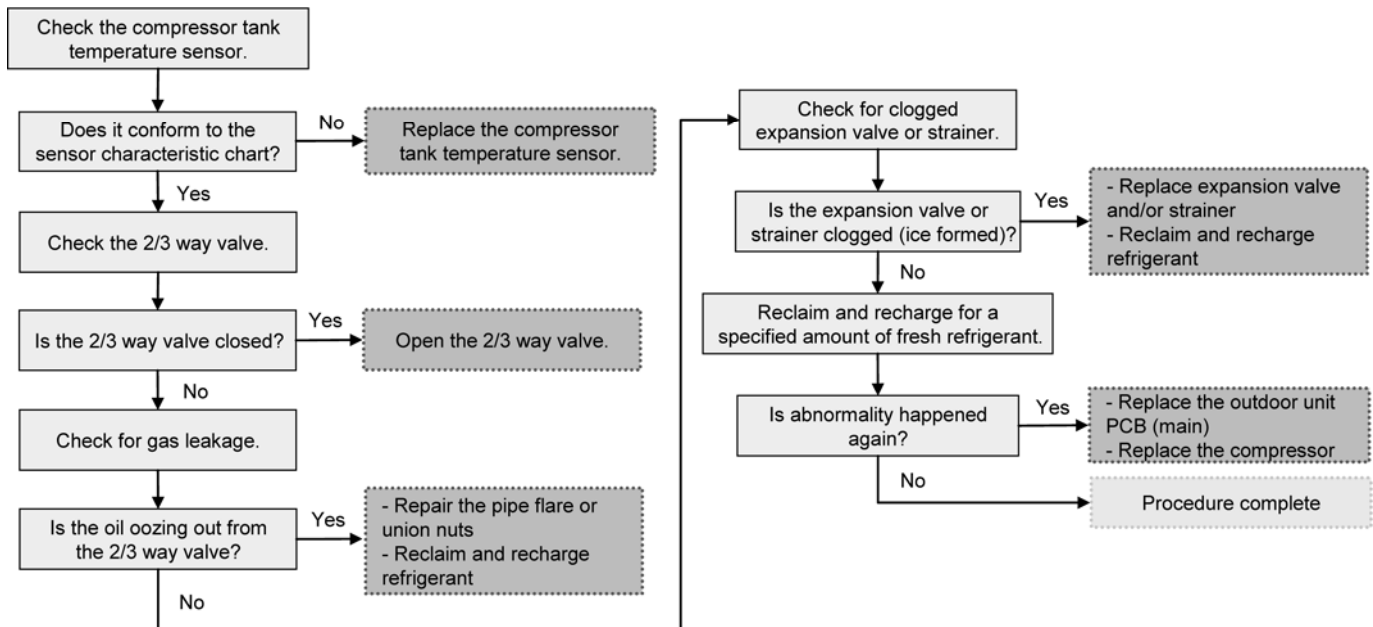 Check the compressor tank
temperature sensor.
Does it conform to the
sensor characteristic chart?
No
Replace the compressor
tank temperature sensor.
Yes
Check the 2/3 way valve.
Is the 2/3 way valve closed?
Yes
Open the 2/3 way valve.
No
Check for gas leakage.
Is the oil oozing out from
the 2/3 way valve?
Yes
- Repair the pipe flare or
union nuts
- Reclaim and recharge
refrigerant
No
Check for clogged
expansion valve or strainer.
Is the expansion valve or
strainer clogged (ice formed)?
Yes
- Replace expansion valve
and/or strainer
- Reclaim and recharge
refrigerant
No
Reclaim and recharge for a
specified amount of fresh refrigerant.
Is abnormality happened
again?
Yes
- Replace the outdoor unit
PCB (main)
- Replace the compressor
No
Procedure complete